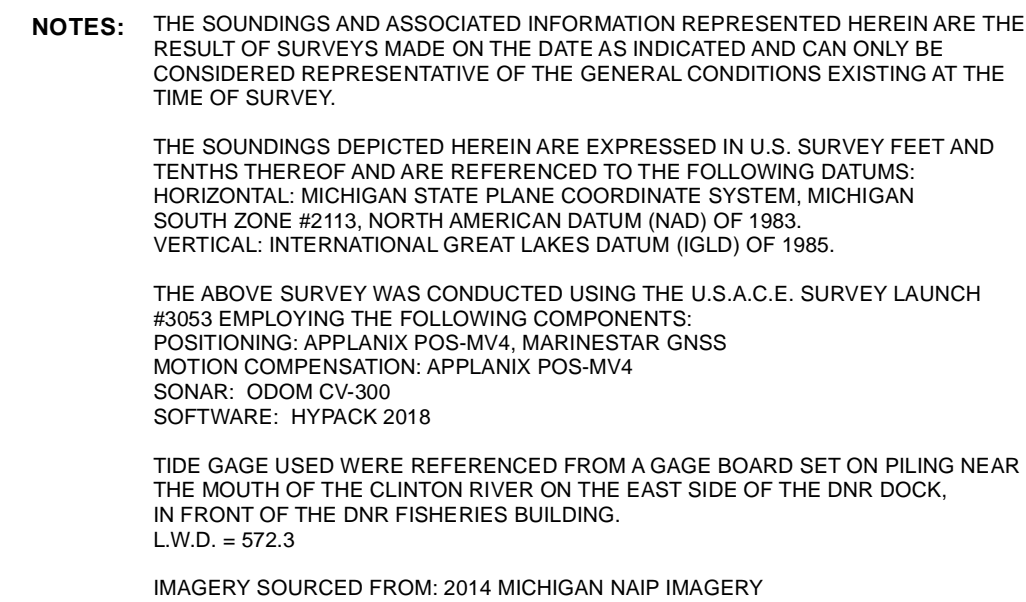 NOTES: THE SOUNDINGS AND ASSOCIATED INFORMATION REPRESENTED HEREIN ARE THE
RESULT OF SURVEYS MADE ON THE DATE AS INDICATED AND CAN ONLY BE
CONSIDERED REPRESENTATIVE OF THE GENERAL CONDITIONS EXISTING AT THE
TIME OF SURVEY.
THE SOUNDINGS DEPICTED HEREIN ARE EXPRESSED IN U.S. SURVEY FEET AND
TENTHS THEREOF AND ARE REFERENCED TO THE FOLLOWING DATUMS:
HORIZONTAL: MICHIGAN STATE PLANE COORDINATE SYSTEM, MICHIGAN
SOUTH ZONE #2113, NORTH AMERICAN DATUM (NAD) OF 1983.
VERTICAL: INTERNATIONAL GREAT LAKES DATUM (IGLD) OF 1985.
THE ABOVE SURVEY WAS CONDUCTED USING THE U.S.A.C.E. SURVEY LAUNCH
#3053 EMPLOYING THE FOLLOWING COMPONENTS:
POSITIONING: APPLANIX POS-MV4, MARINESTAR GNSS
MOTION COMPENSATION: APPLANIX POS-MV4
SONAR: ODOM CV-300
SOFTWARE: HYPACK 2018
TIDE GAGE USED WERE REFERENCED FROM A GAGE BOARD SET ON PILING NEAR
THE MOUTH OF THE CLINTON RIVER ON THE EAST SIDE OF THE DNR DOCK,
IN FRONT OF THE DNR FISHERIES BUILDING.
L.W.D. = 572.3
IMAGERY SOURCED FROM: 2014 MICHIGAN NAIP IMAGERY